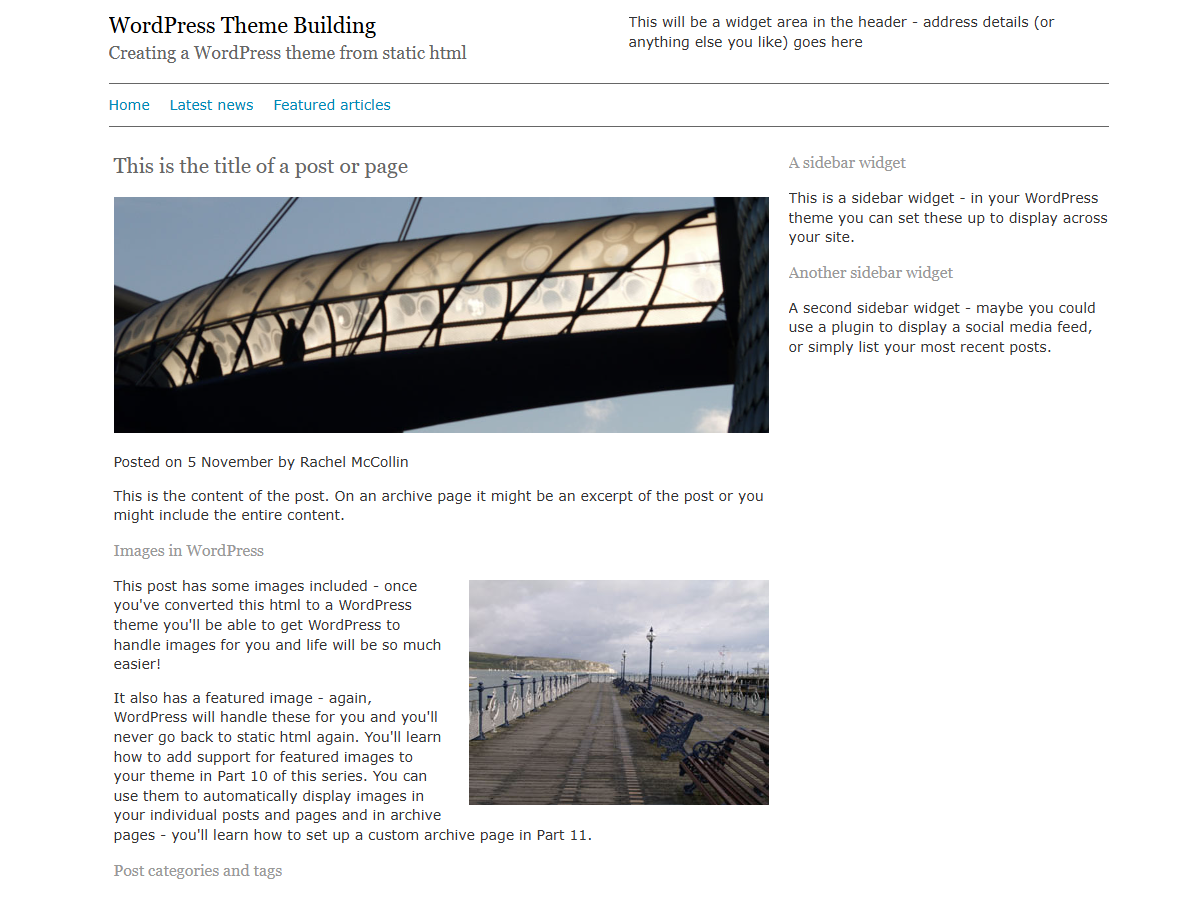 WordPress Theme Building
Creating a WordPress theme from static html
This will be a widget area in the header - address details (or
anything else you like) goes here
Home Latest news Featured articles
This is the title of a post or page
Posted on 5 November by Rachel McCollin
This is the content of the post. On an archive page it might be an excerpt of the post or you
might include the entire content.
Images in WordPress
This post has some images included - once
you've converted this html to a WordPress
theme you'll be able to get WordPress to
handle images for you and life will be so much
easier!
It also has a featured image - again,
WordPress will handle these for you and you'll
never go back to static html again. You'll learn
how to add support for featured images to
your theme in Part 10 of this series. You can
use them to automatically display images in
your individual posts and pages and in archive
pages - you'll learn how to set up a custom archive page in Part 11.
Post categories and tags
A sidebar widget
This is a sidebar widget - in your WordPress
theme you can set these up to display across
your site.
Another sidebar widget
A second sidebar widget - maybe you could
use a plugin to display a social media feed,
or simply list your most recent posts.